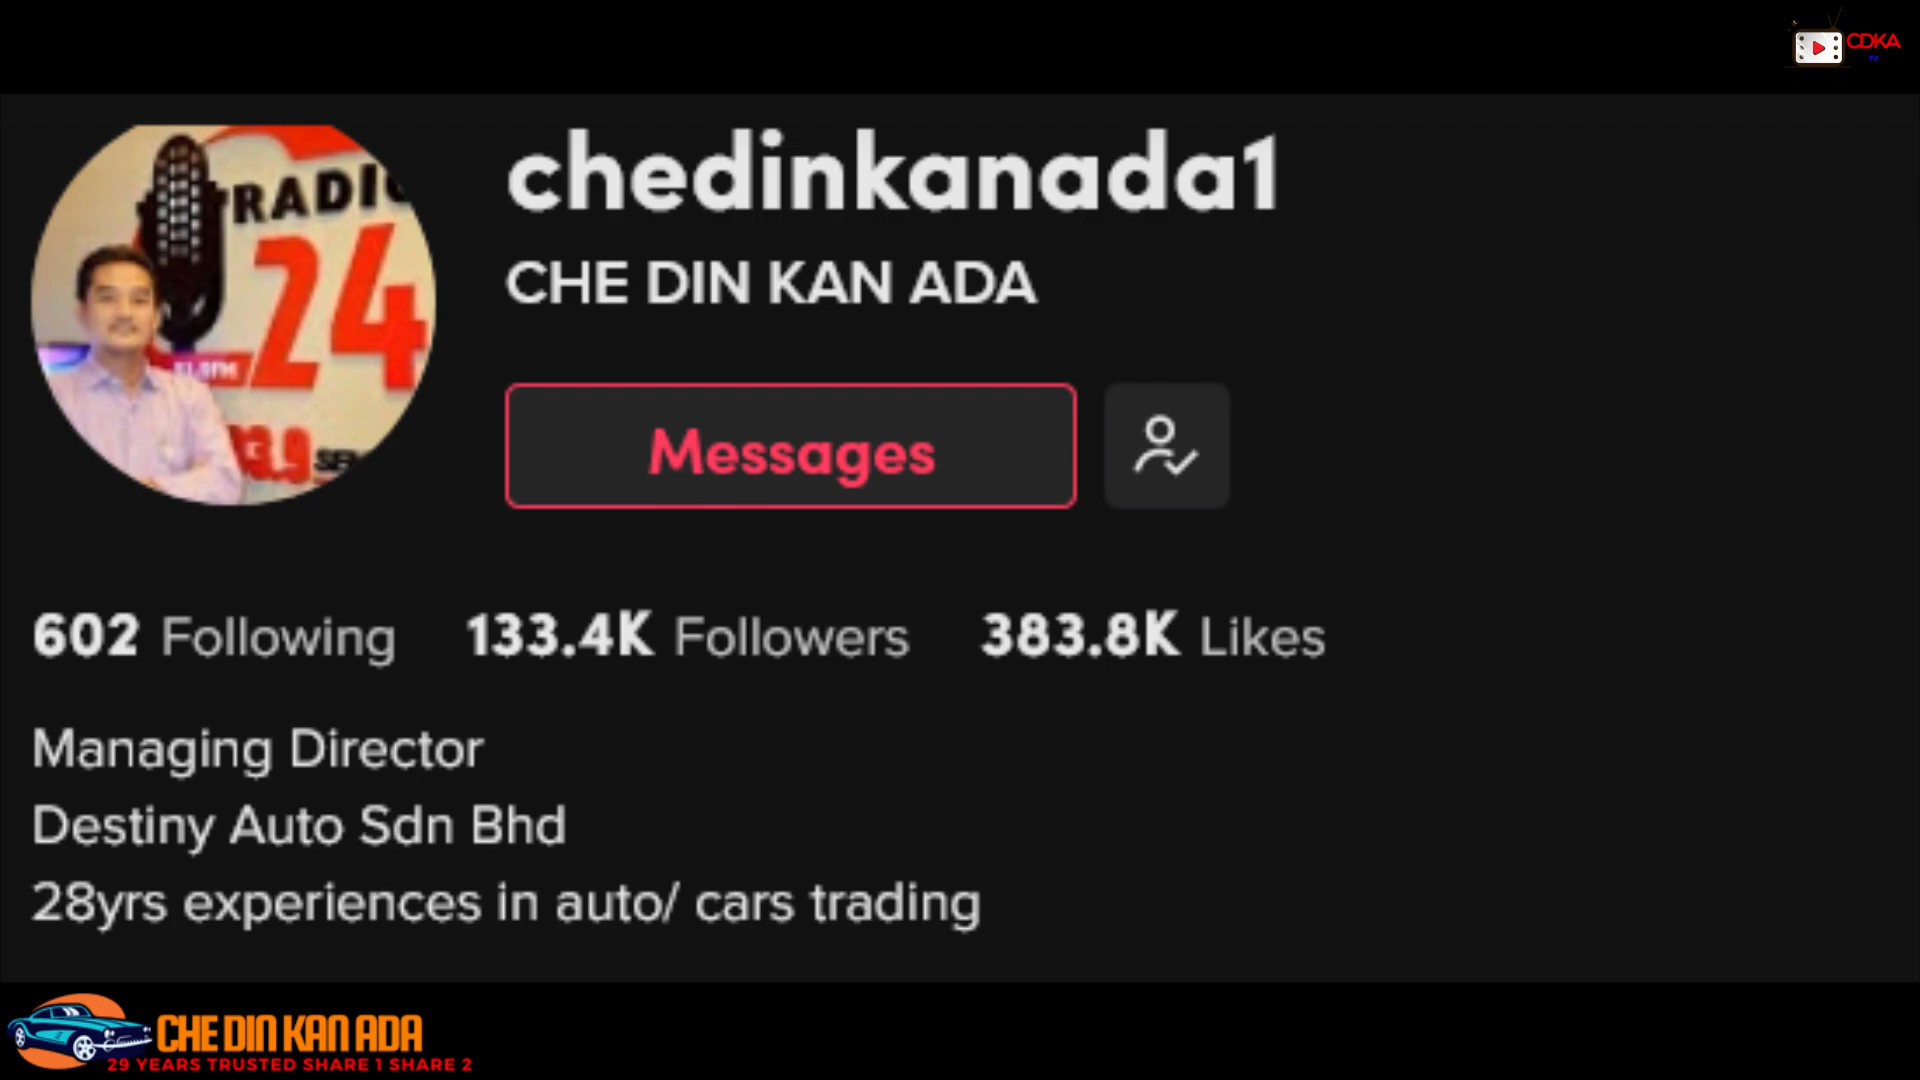 CDKA
TV
RADIO
24
chedinkanada1
CHE DIN KAN ADA
Messages
602 Following 133.4K Followers 383.8K Likes
Managing Director
Destiny Auto Sdn Bhd
28yrs experiences in auto/ cars trading
CHE DIN KAN ADA
29 YEARS TRUSTED SHARE 1 SHARE 2